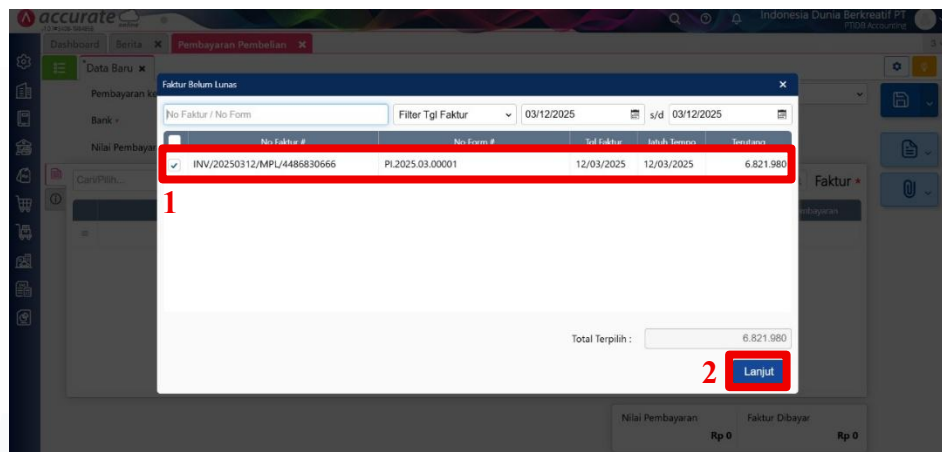 accurate online
Indonesia Dunia Berkreatif PT
Dashboard Berita Pembayaran Pembelian
Data Baru
Pembayaran ke
Bank
Nilai Pembayar
Cari/Pilih...
Faktur *
Faktur Belum Lunas
No Faktur / No Form Filter Tgl Faktur 03/12/2025 s/d 03/12/2025
No Faktur # No Form # Tgl Faktur Jatuh Tempo Terutang
INV/20250312/MPL/4486830666 PI.2025.03.00001 12/03/2025 12/03/2025 6.821.980
1
Total Terpilih : 6.821.980
2 Lanjut
Nilai Pembayaran Faktur Dibayar
Rp 0 Rp 0